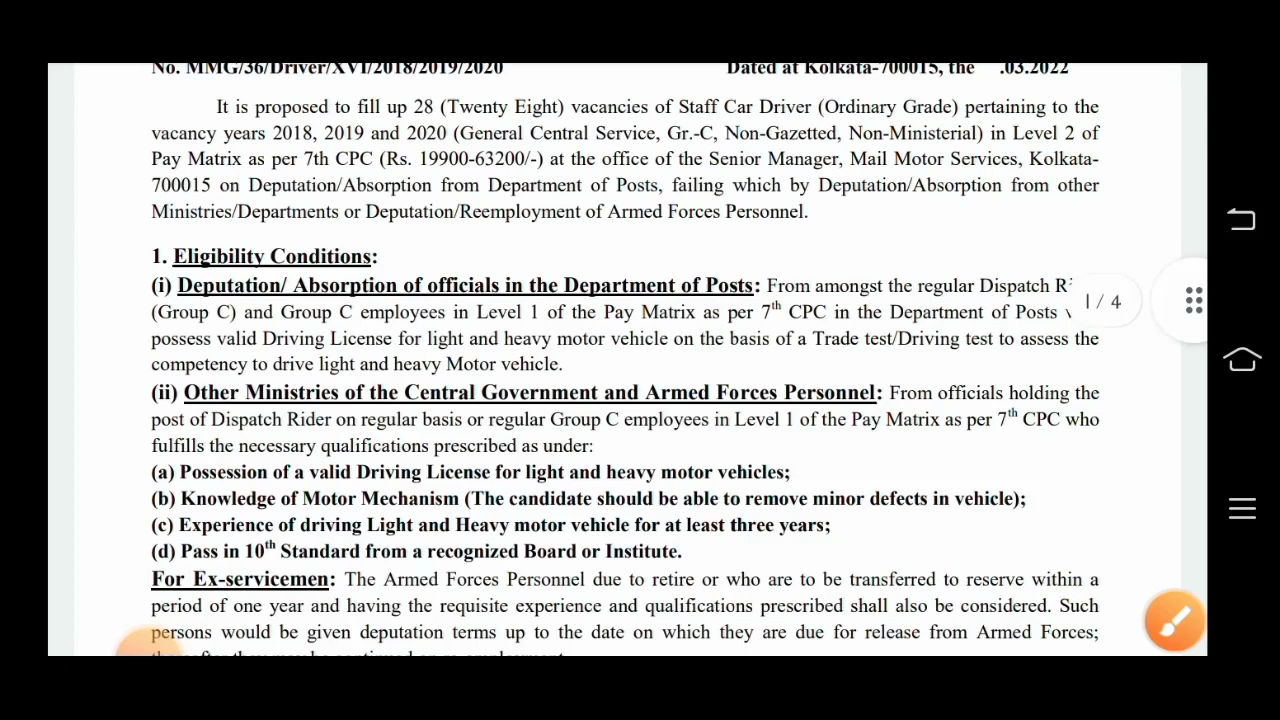 No. MMG/36/Driver/XVI/2018/2019/2020 Dated at Kolkata-700015, the .03.2022
It is proposed to fill up 28 (Twenty Eight) vacancies of Staff Car Driver (Ordinary Grade) pertaining to the
vacancy years 2018, 2019 and 2020 (General Central Service, Gr.-C, Non-Gazetted, Non-Ministerial) in Level 2 of
Pay Matrix as per 7th CPC (Rs. 19900-63200/-) at the office of the Senior Manager, Mail Motor Services, Kolkata-
700015 on Deputation/Absorption from Department of Posts, failing which by Deputation/Absorption from other
Ministries/Departments or Deputation/Reemployment of Armed Forces Personnel.
1. Eligibility Conditions:
(i) Deputation/ Absorption of officials in the Department of Posts: From amongst the regular Dispatch
(Group C) and Group C employees in Level 1 of the Pay Matrix as per 7th CPC in the Department of Posts
1 / 4
possess valid Driving License for light and heavy motor vehicle on the basis of a Trade test/Driving test to assess the
competency to drive light and heavy Motor vehicle.
(ii) Other Ministries of the Central Government and Armed Forces Personnel: From officials holding the
post of Dispatch Rider on regular basis or regular Group C employees in Level 1 of the Pay Matrix as per 7th CPC who
fulfills the necessary qualifications prescribed as under:
(a) Possession of a valid Driving License for light and heavy motor vehicles;
(b) Knowledge of Motor Mechanism (The candidate should be able to remove minor defects in vehicle);
(c) Experience of driving Light and Heavy motor vehicle for at least three years;
(d) Pass in 10th Standard from a recognized Board or Institute.
For Ex-servicemen: The Armed Forces Personnel due to retire or who are to be transferred to reserve within a
period of one year and having the requisite experience and qualifications prescribed shall also be considered. Such
persons would be given deputation terms up to the date on which they are due for release from Armed Forces;